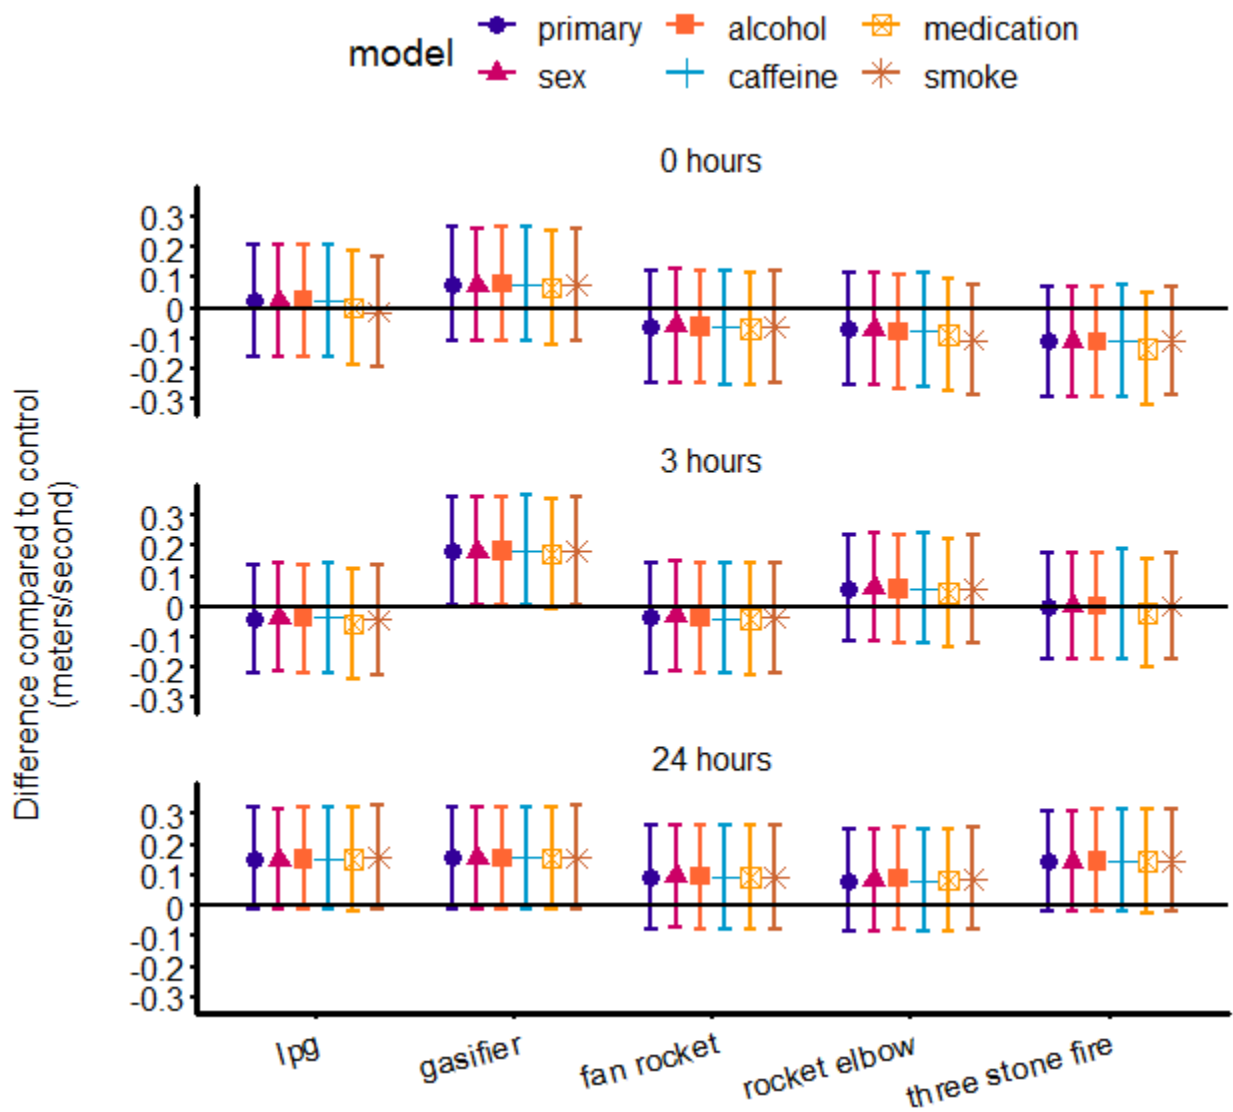 model
primary alcohol medication
sex caffeine smoke
0 hours
0.3
0.2
0.1
0
-0.1
-0.2
-0.3
3 hours
0.3
0.2
0.1
0
-0.1
-0.2
-0.3
24 hours
0.3
0.2
0.1
0
-0.1
-0.2
-0.3
Difference compared to control
(meters/second)
lpg gasifier fan rocket rocket elbow three stone fire